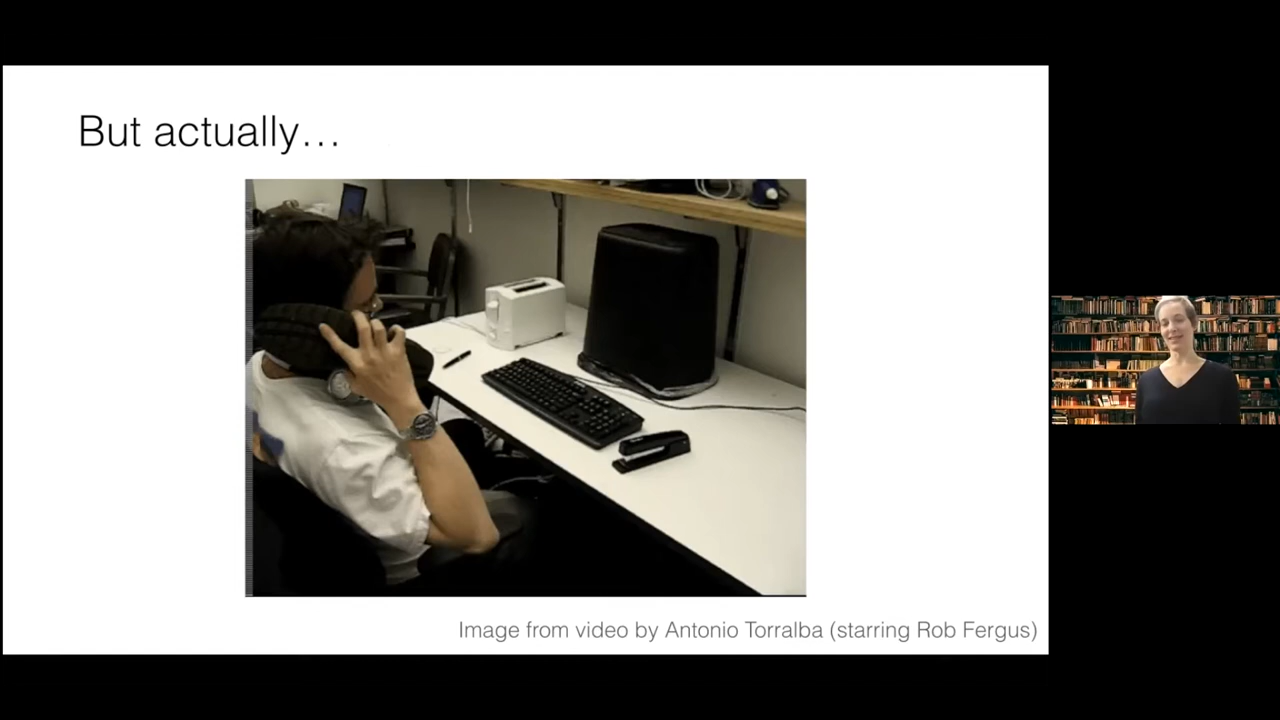 But actually…
Image from video by Antonio Torralba (starring Rob Fergus)